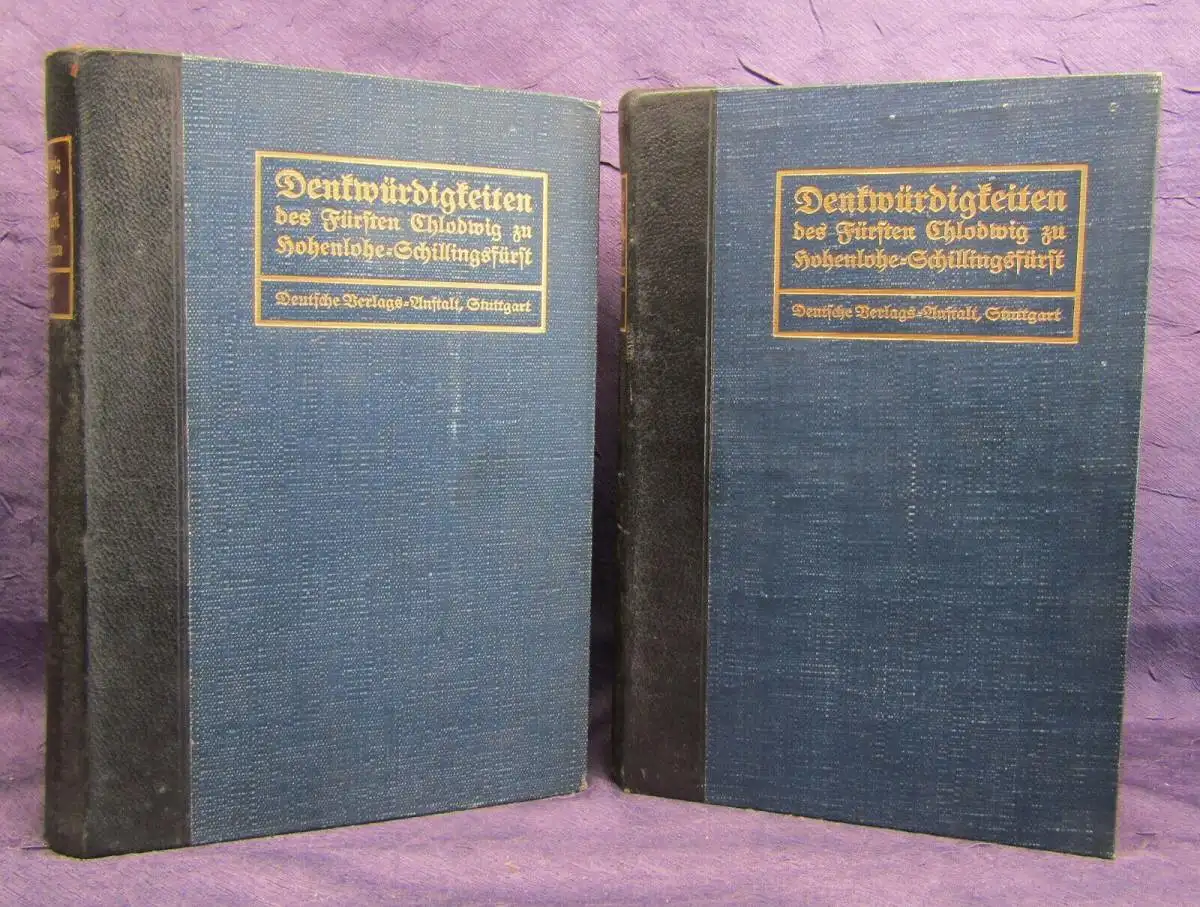 Denkwürdigkeiten
des Fürsten Chlodwig zu
Hohenlohe-Schillingsfürst
Deutsche Verlags-Anstalt, Stuttgart
Denkwürdigkeiten
des Fürsten Chlodwig zu
Hohenlohe-Schillingsfürst
Deutsche Verlags-Anstalt, Stuttgart